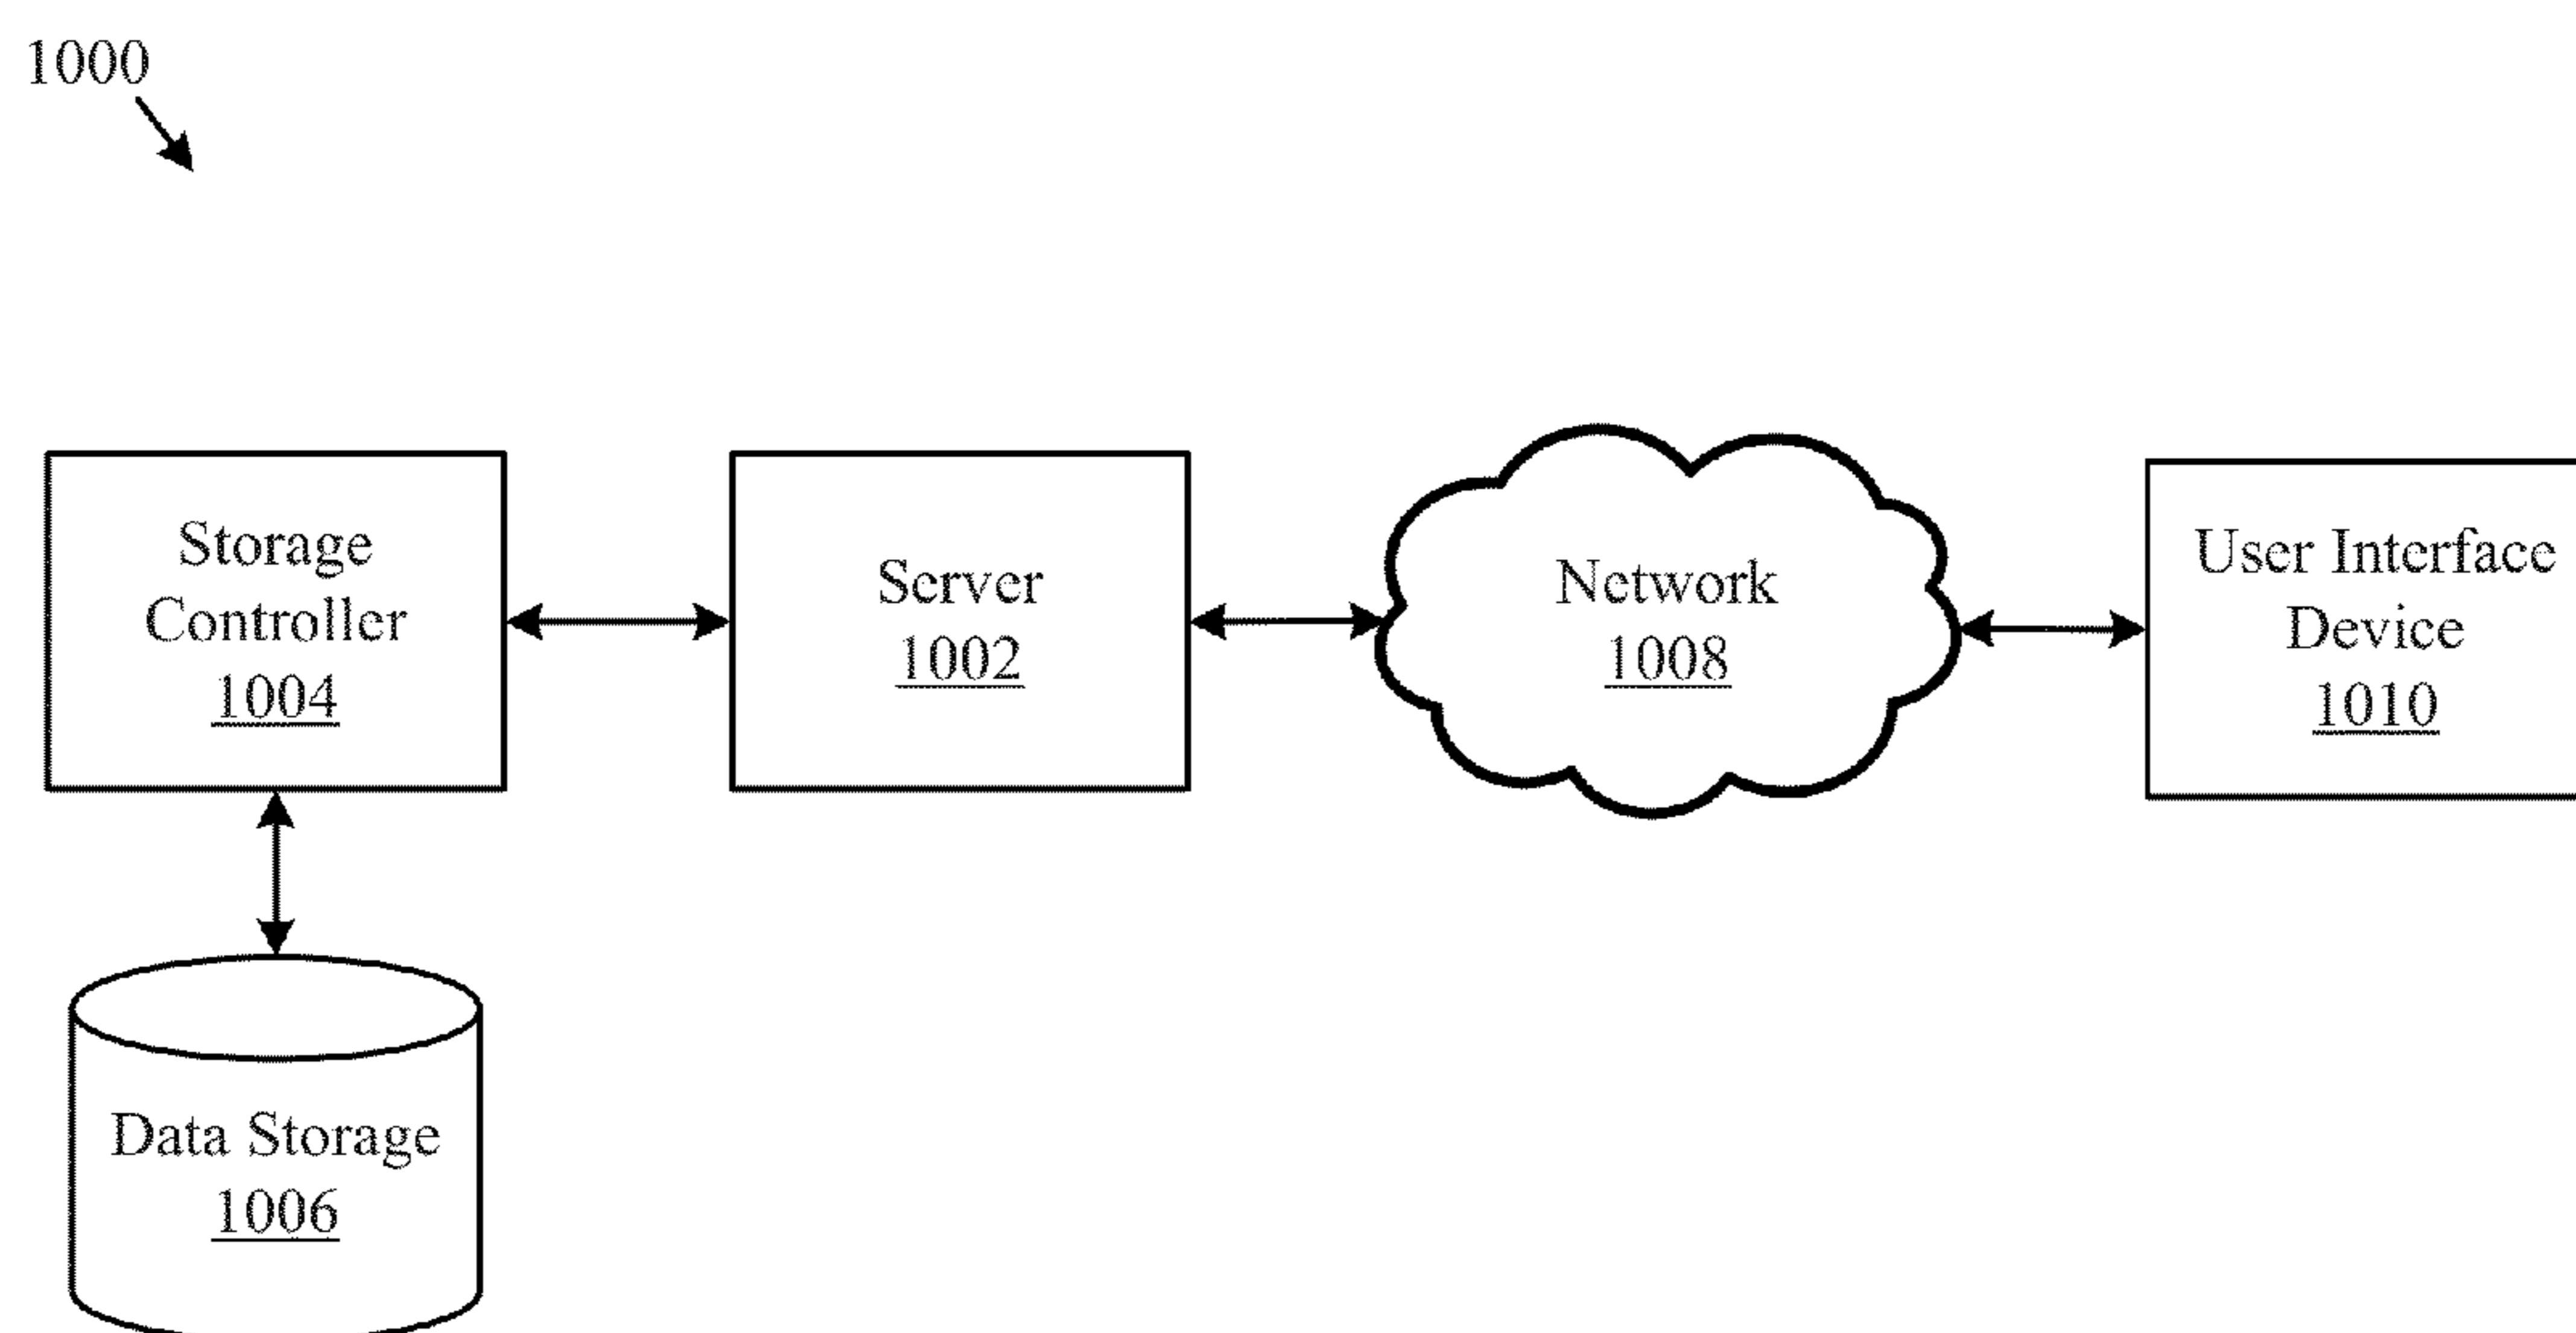 1000
Storage
Controller
1004
Server
1002
Network
1008
User Interface
Device
1010
Data Storage
1006